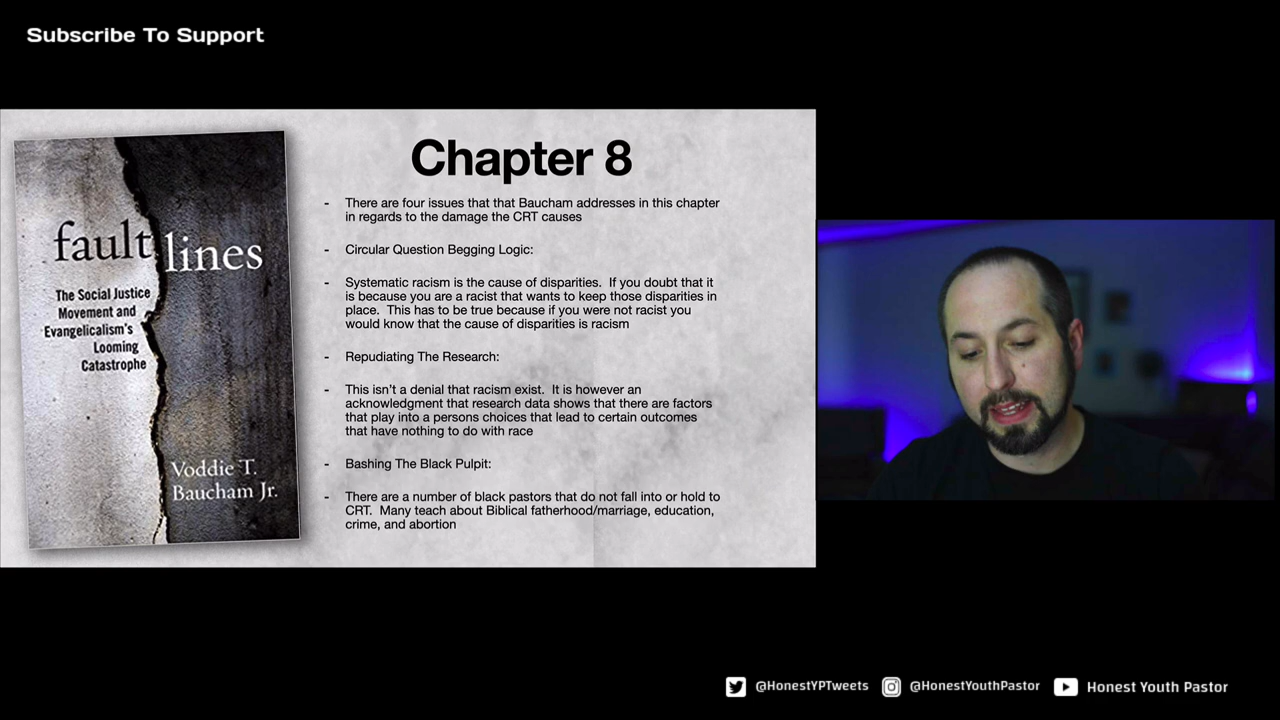 Subscribe To Support
fault lines
The Social Justice
Movement and
Evangelicalism's
Looming
Catastrophe
Voddie T.
Baucham Jr.
Chapter 8
- There are four issues that that Baucham addresses in this chapter
in regards to the damage the CRT causes
- Circular Question Begging Logic:
- Systematic racism is the cause of disparities. If you doubt that it
is because you are a racist that wants to keep those disparities in
place. This has to be true because if you were not racist you
would know that the cause of disparities is racism
- Repudiating The Research:
- This isn't a denial that racism exist. It is however an
acknowledgment that research data shows that there are factors
that play into a persons choices that lead to certain outcomes
that have nothing to do with race
- Bashing The Black Pulpit:
- There are a number of black pastors that do not fall into or hold to
CRT. Many teach about Biblical fatherhood/marriage, education,
crime, and abortion
@HonestYPTweets @HonestYouthPastor Honest Youth Pastor